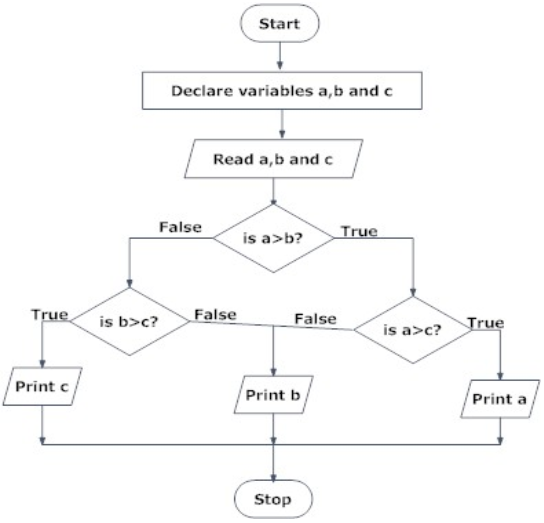 Start
Declare variables a,b and c
Read a,b and c
False
is a>b?
True
True
is b>c?
False
False
is a>c?
True
Print c
Print b
Print a
Stop